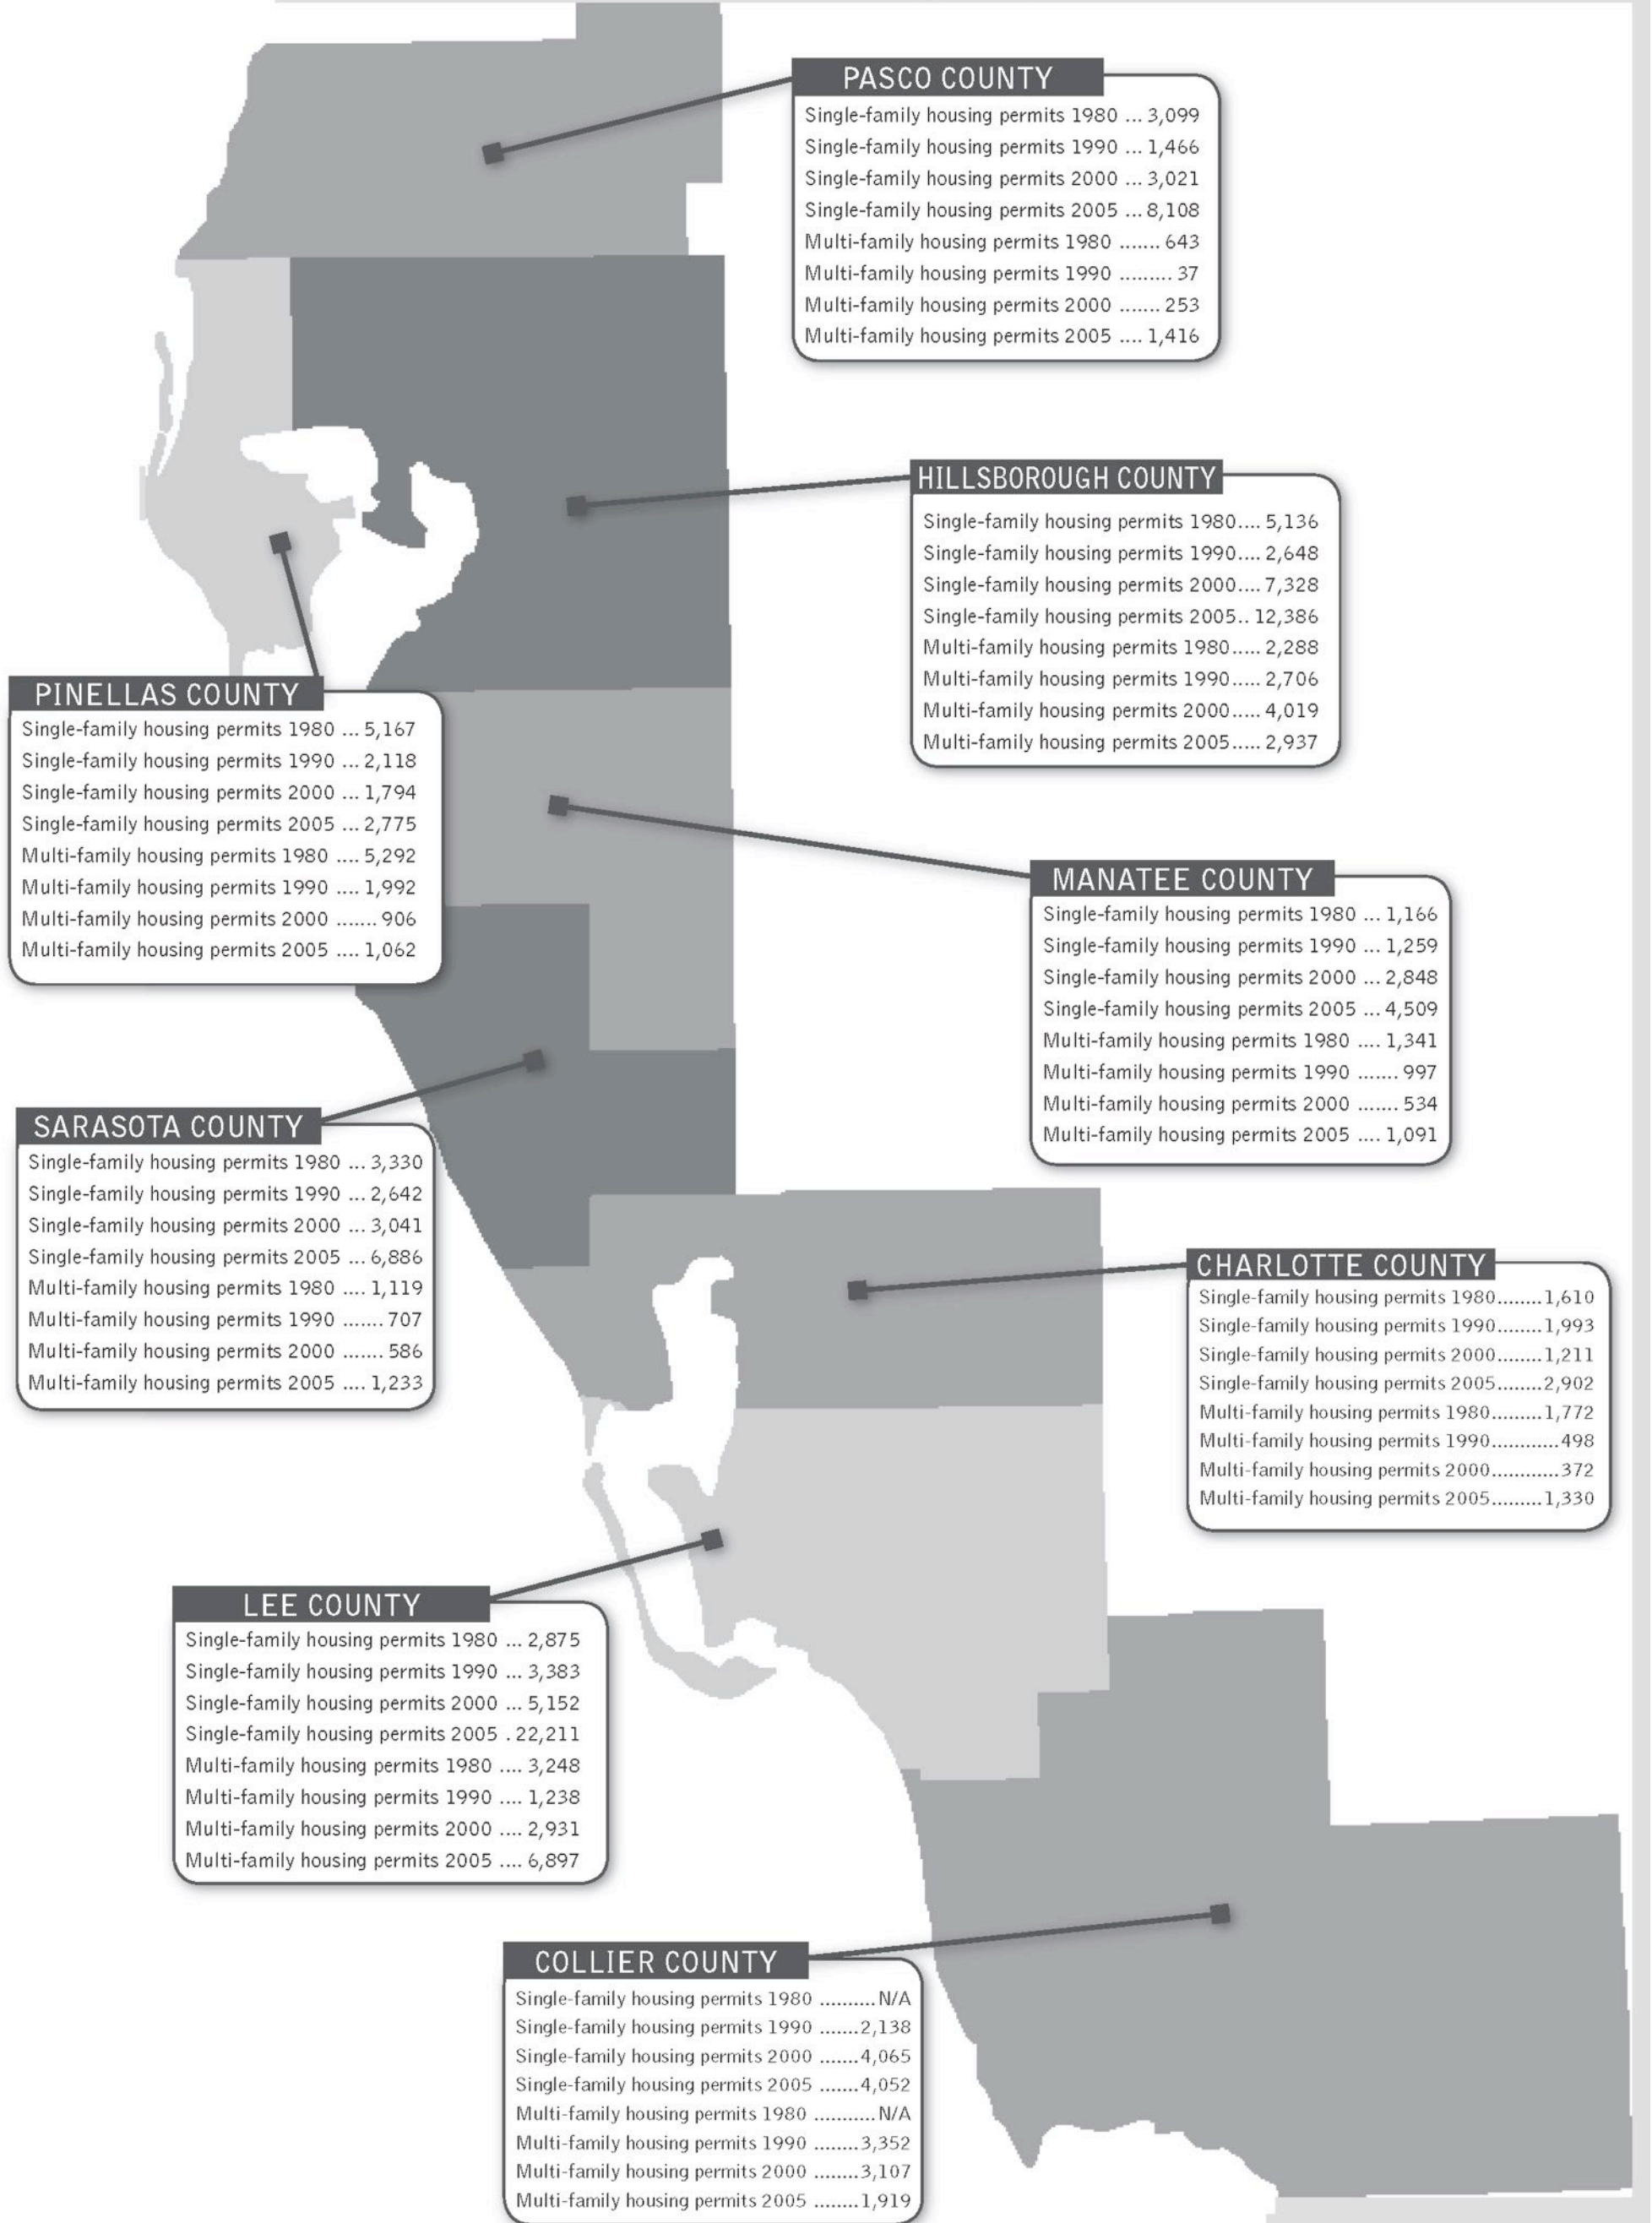 PASCO COUNTY
Single-family housing permits 1980 ... 3,099
Single-family housing permits 1990 ... 1,466
Single-family housing permits 2000 ... 3,021
Single-family housing permits 2005 ... 8,108
Multi-family housing permits 1980 ....... 643
Multi-family housing permits 1990 ......... 37
Multi-family housing permits 2000 ....... 253
Multi-family housing permits 2005 .... 1,416
HILLSBOROUGH COUNTY
Single-family housing permits 1980.... 5,136
Single-family housing permits 1990.... 2,648
Single-family housing permits 2000.... 7,328
Single-family housing permits 2005.. 12,386
Multi-family housing permits 1980..... 2,288
Multi-family housing permits 1990..... 2,706
Multi-family housing permits 2000..... 4,019
Multi-family housing permits 2005..... 2,937
PINELLAS COUNTY
Single-family housing permits 1980 ... 5,167
Single-family housing permits 1990 ... 2,118
Single-family housing permits 2000 ... 1,794
Single-family housing permits 2005 ... 2,775
Multi-family housing permits 1980 .... 5,292
Multi-family housing permits 1990 .... 1,992
Multi-family housing permits 2000 ....... 906
Multi-family housing permits 2005 .... 1,062
MANATEE COUNTY
Single-family housing permits 1980 ... 1,166
Single-family housing permits 1990 ... 1,259
Single-family housing permits 2000 ... 2,848
Single-family housing permits 2005 ... 4,509
Multi-family housing permits 1980 .... 1,341
Multi-family housing permits 1990 ....... 997
Multi-family housing permits 2000 ....... 534
Multi-family housing permits 2005 .... 1,091
SARASOTA COUNTY
Single-family housing permits 1980 ... 3,330
Single-family housing permits 1990 ... 2,642
Single-family housing permits 2000 ... 3,041
Single-family housing permits 2005 ... 6,886
Multi-family housing permits 1980 .... 1,119
Multi-family housing permits 1990 ....... 707
Multi-family housing permits 2000 ....... 586
Multi-family housing permits 2005 .... 1,233
CHARLOTTE COUNTY
Single-family housing permits 1980.......1,610
Single-family housing permits 1990.......1,993
Single-family housing permits 2000.......1,211
Single-family housing permits 2005.......2,902
Multi-family housing permits 1980........1,772
Multi-family housing permits 1990...........498
Multi-family housing permits 2000...........372
Multi-family housing permits 2005........1,330
LEE COUNTY
Single-family housing permits 1980 ... 2,875
Single-family housing permits 1990 ... 3,383
Single-family housing permits 2000 ... 5,152
Single-family housing permits 2005 . 22,211
Multi-family housing permits 1980 .... 3,248
Multi-family housing permits 1990 .... 1,238
Multi-family housing permits 2000 .... 2,931
Multi-family housing permits 2005 .... 6,897
COLLIER COUNTY
Single-family housing permits 1980 ..........N/A
Single-family housing permits 1990 .......2,138
Single-family housing permits 2000 .......4,065
Single-family housing permits 2005 .......4,052
Multi-family housing permits 1980 ...........N/A
Multi-family housing permits 1990 ........3,352
Multi-family housing permits 2000 ........3,107
Multi-family housing permits 2005 ........1,919